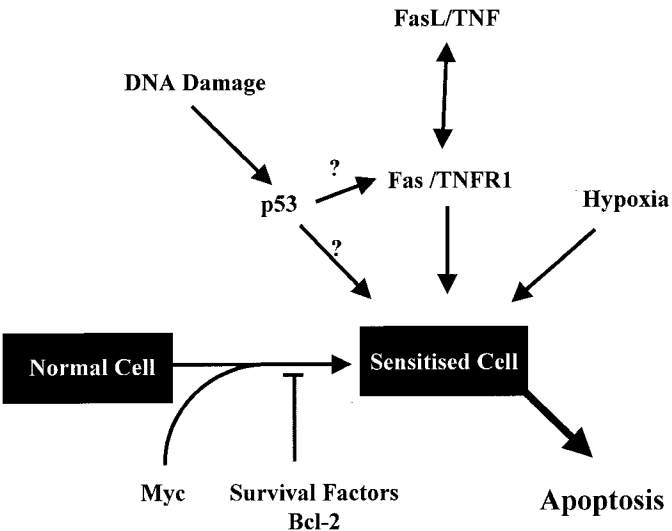 FasL/TNF
DNA Damage
?
Fas /TNFR1
p53
Hypoxia
?
Normal Cell
Sensitised Cell
Myc
Survival Factors
Bcl-2
Apoptosis